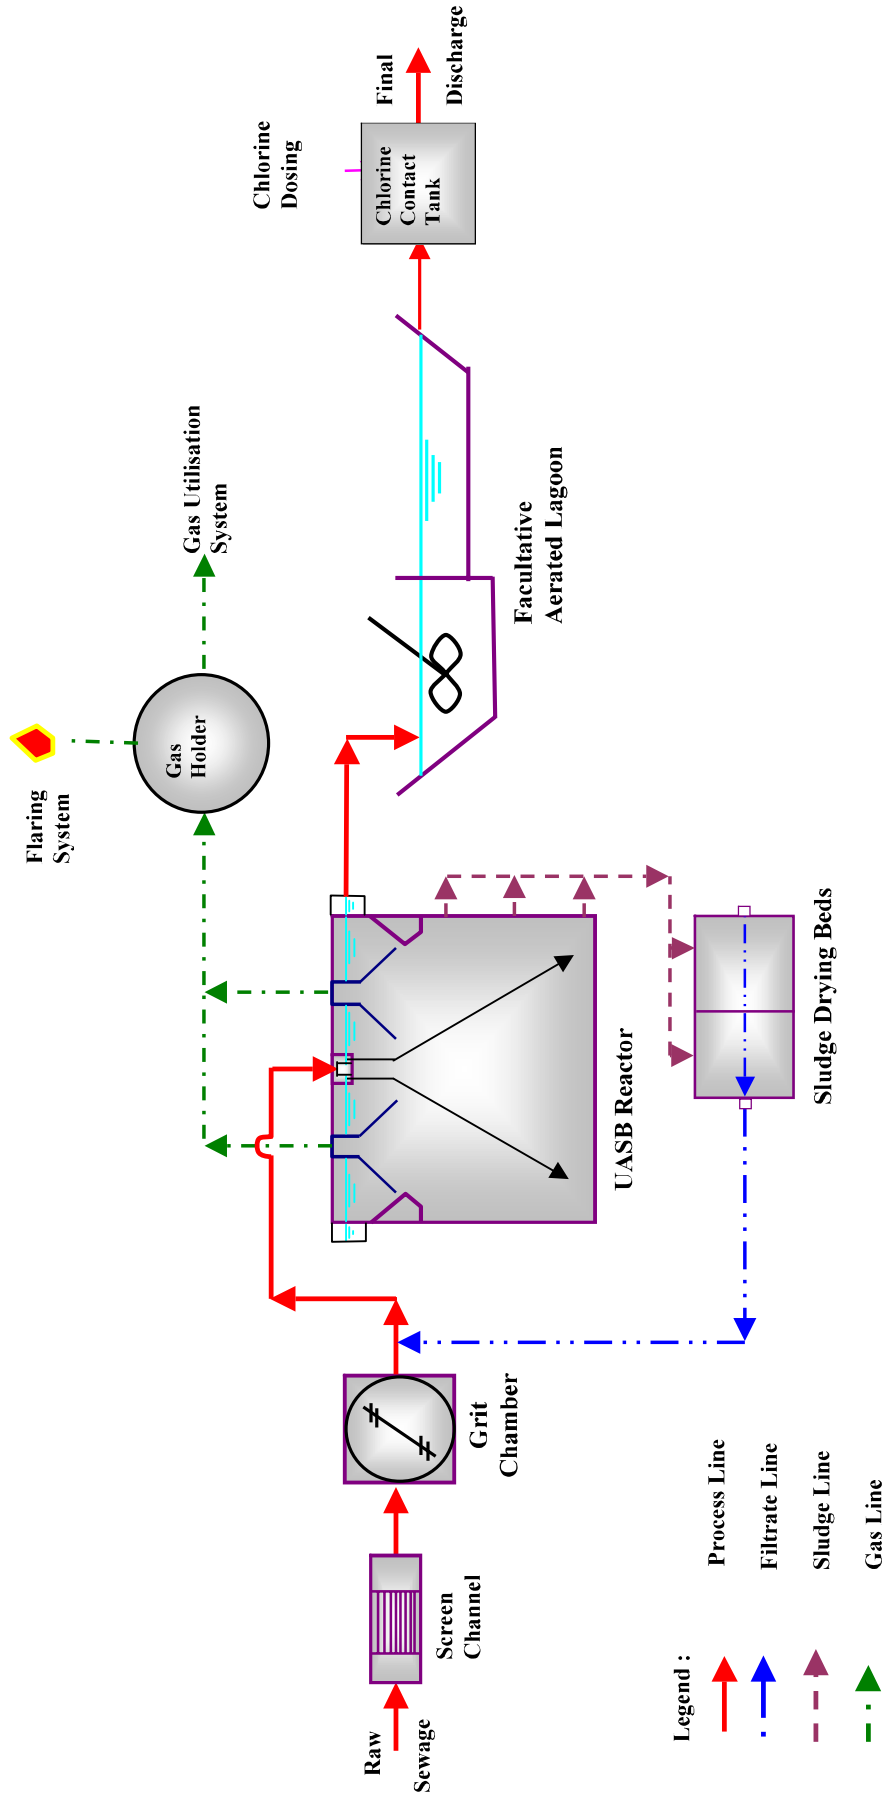 Raw
Sewage
Screen
Channel
Grit
Chamber
UASB Reactor
Sludge Drying Beds
Flaring
System
Gas
Holder
Gas Utilisation
System
Facultative
Aerated Lagoon
Chlorine
Dosing
Chlorine
Contact
Tank
Final
Discharge
Legend :
Process Line
Filtrate Line
Sludge Line
Gas Line